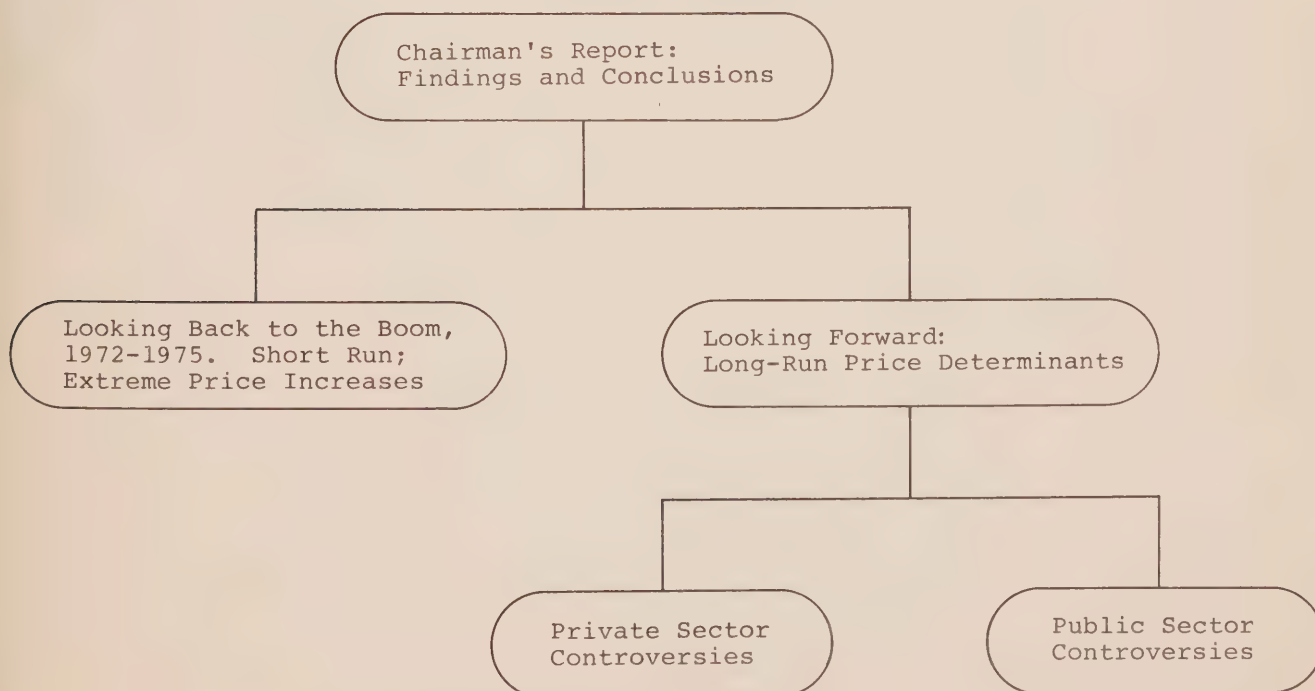 Chairman's Report:
Findings and Conclusions
Looking Back to the Boom,
1972-1975. Short Run;
Extreme Price Increases
Looking Forward:
Long-Run Price Determinants
Private Sector
Controversies
Public Sector
Controversies